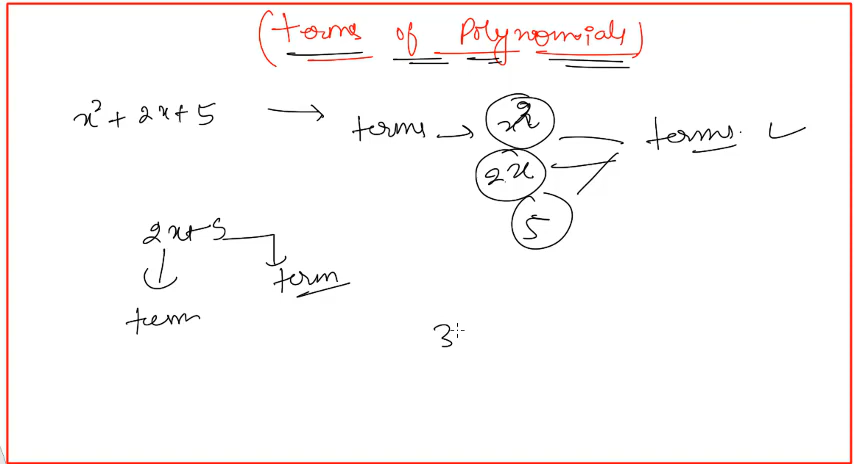 (Terms of Polynomials)
x² + 2x + 5 → terms → x² terms. ✓
2x
5
2x+5
term
term
3